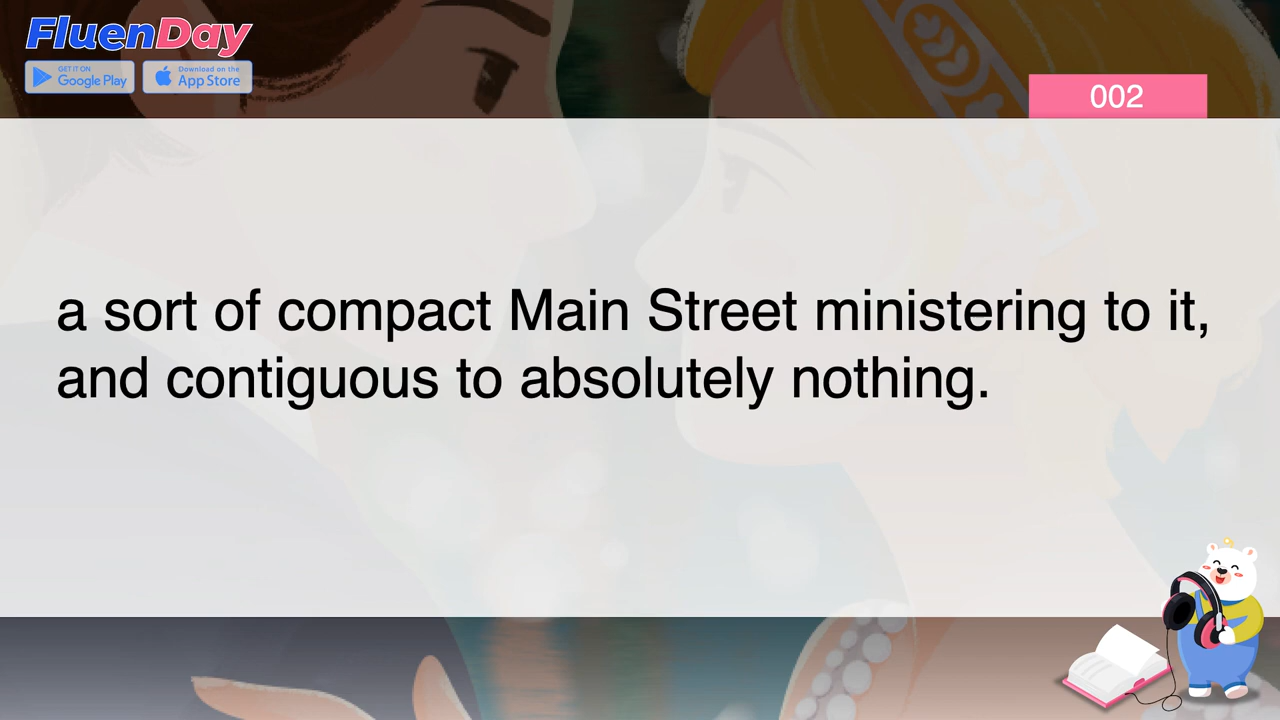 FluenDay
GET IT ON
Google Play
Download on the
App Store
002
a sort of compact Main Street ministering to it,
and contiguous to absolutely nothing.